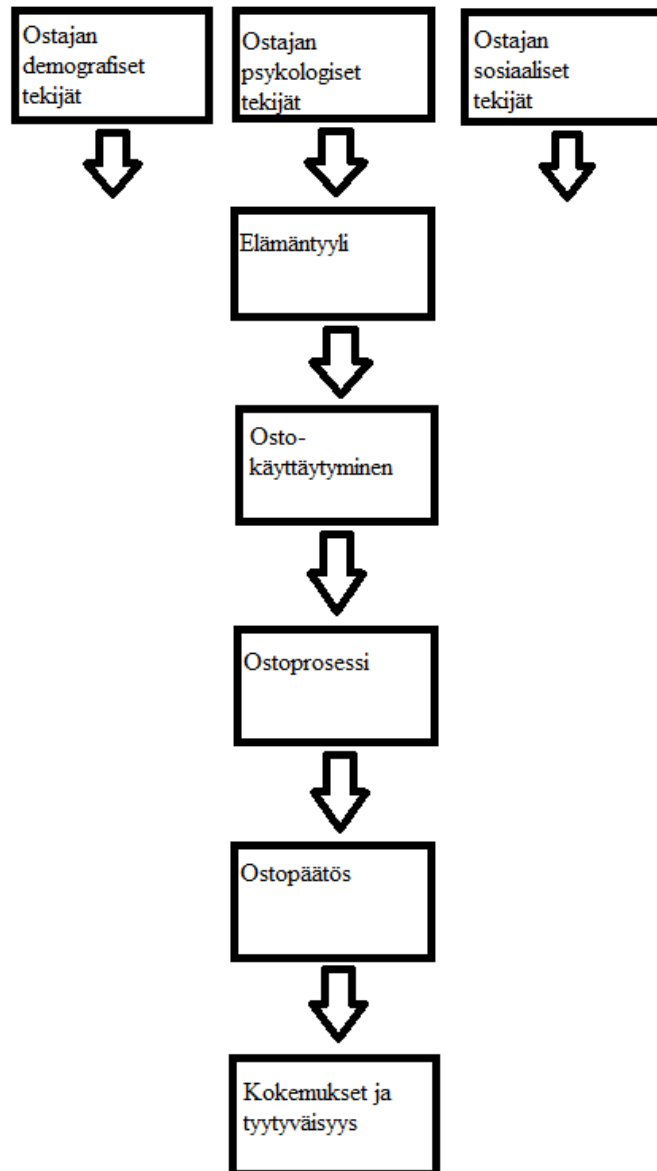 Ostajan
demografiset
tekijät
Ostajan
psykologiset
tekijät
Ostajan
sosiaaliset
tekijät
Elämäntyyli
Osto-
käyttäytyminen
Ostoprosessi
Ostopäätös
Kokemukset ja
tyytyväisyys